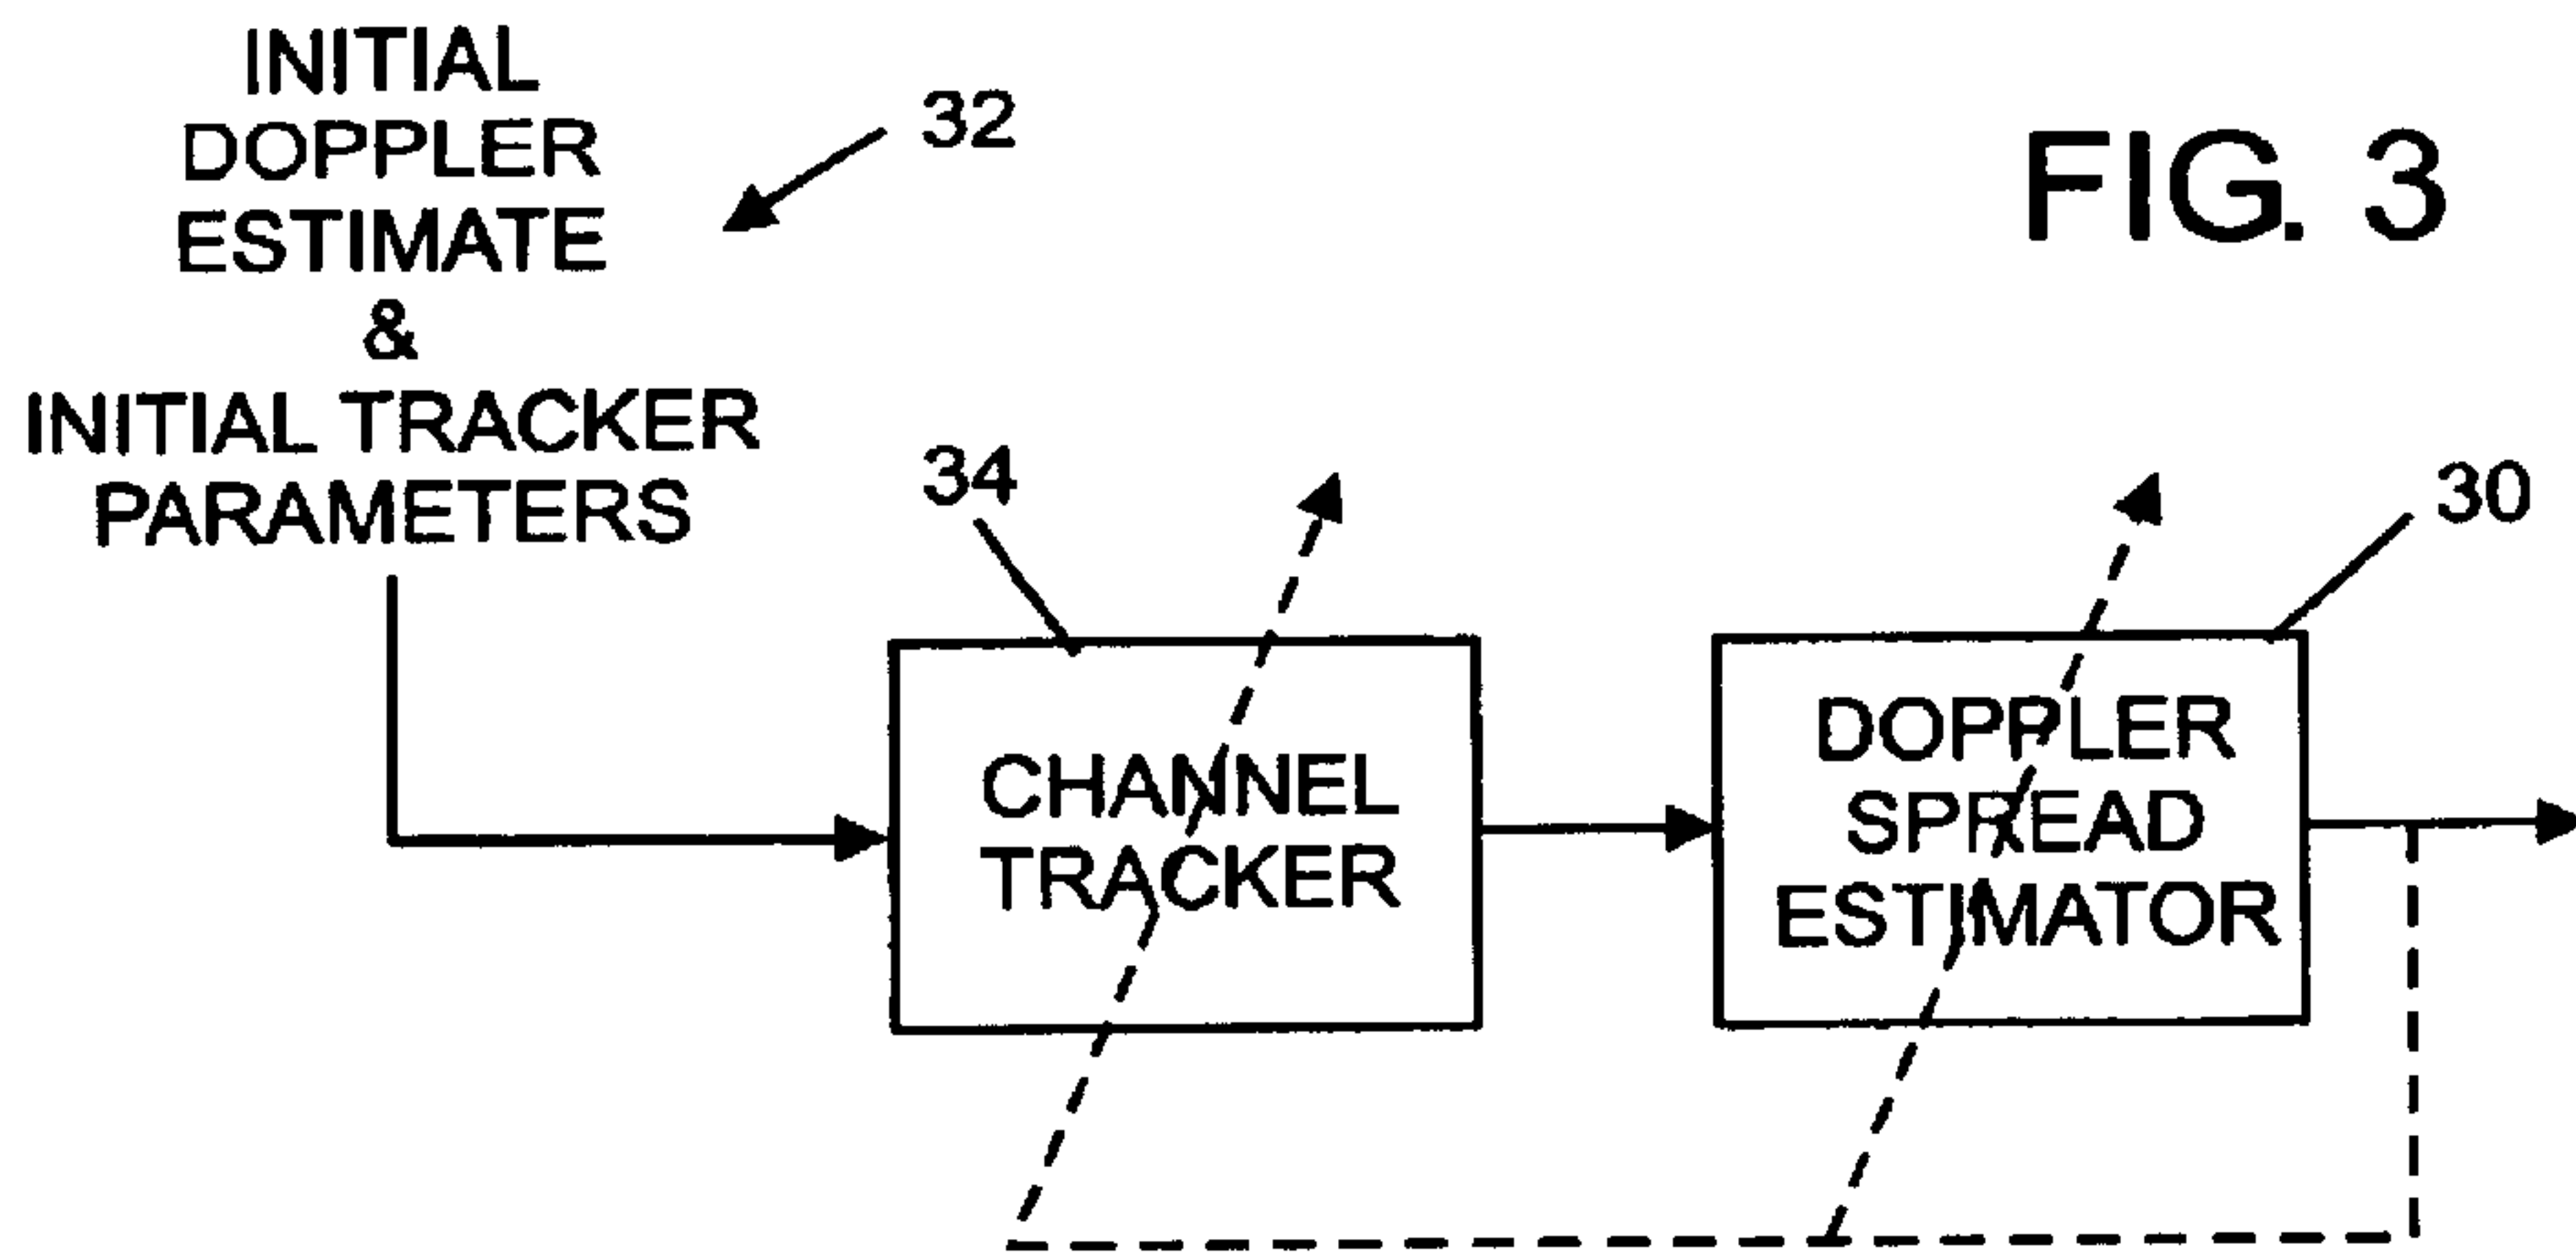 INITIAL
DOPPLER
ESTIMATE
&
INITIAL TRACKER
PARAMETERS
32
FIG. 3
34
30
CHANNEL
TRACKER
DOPPLER
SPREAD
ESTIMATOR